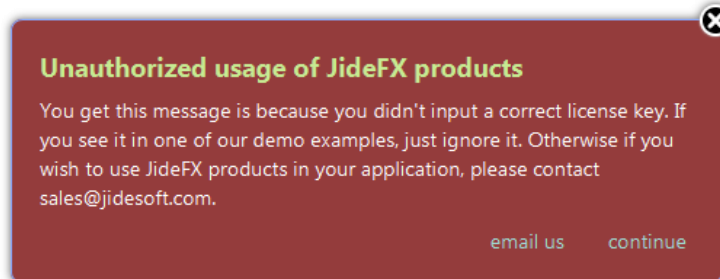 Unauthorized usage of JideFX products
You get this message is because you didn't input a correct license key. If
you see it in one of our demo examples, just ignore it. Otherwise if you
wish to use JideFX products in your application, please contact
sales@jidesoft.com.
email us continue